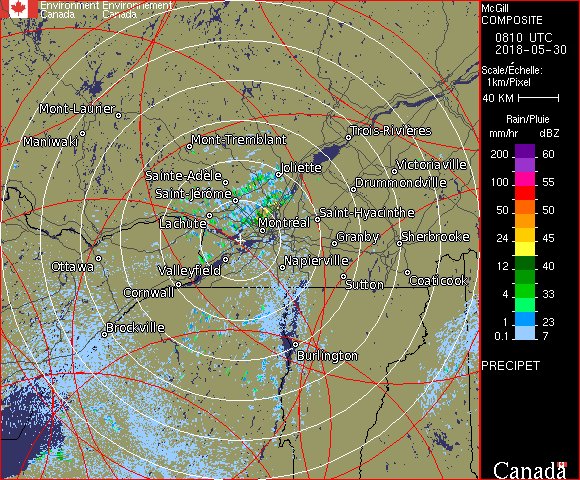 Environment Environnement
Canada Canada
McGill
COMPOSITE
0810 UTC
2018-05-30
Scale/Échelle:
1km/Pixel
40 KM
Rain/Pluie
mm/hr dBZ
200 60
100 55
50 50
24 45
12 40
4 33
1 23
0.1 7
PRECIPET
Canada
Mont-Laurier
Maniwaki
Mont-Tremblant
Trois-Rivières
Joliette
Victoriaville
Sainte-Adèle
Drummondville
Saint-Jérôme
Saint-Hyacinthe
Lachute
Montréal
Granby
Sherbrooke
Ottawa
Valleyfield
Napierville
Sutton
Coaticook
Cornwall
Brockville
Burlington